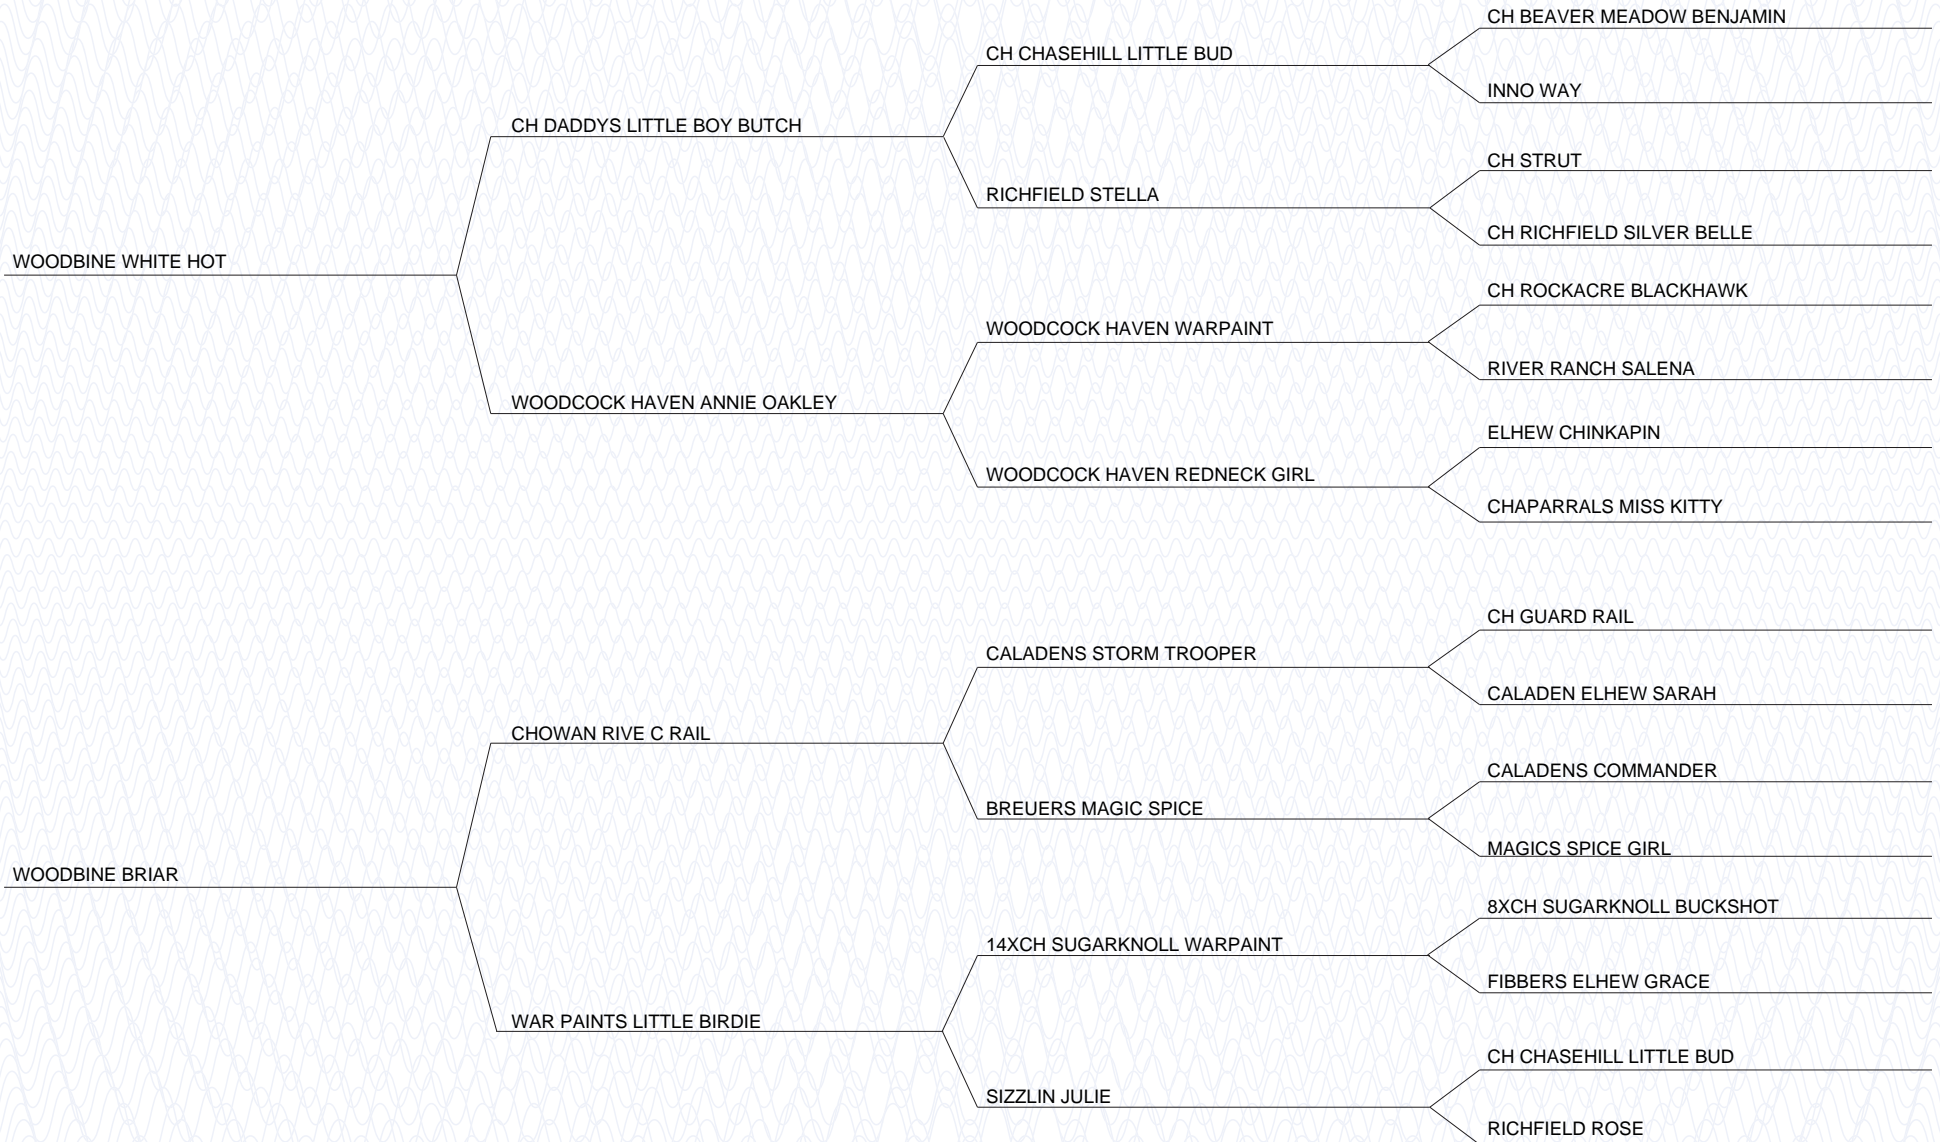 CH BEAVER MEADOW BENJAMIN
CH CHASEHILL LITTLE BUD
INNO WAY
CH DADDYS LITTLE BOY BUTCH
CH STRUT
RICHFIELD STELLA
CH RICHFIELD SILVER BELLE
WOODBINE WHITE HOT
CH ROCKACRE BLACKHAWK
WOODCOCK HAVEN WARPAINT
RIVER RANCH SALENA
WOODCOCK HAVEN ANNIE OAKLEY
ELHEW CHINKAPIN
WOODCOCK HAVEN REDNECK GIRL
CHAPARRALS MISS KITTY
CH GUARD RAIL
CALADENS STORM TROOPER
CALADEN ELHEW SARAH
CHOWAN RIVE C RAIL
CALADENS COMMANDER
BREUERS MAGIC SPICE
MAGICS SPICE GIRL
WOODBINE BRIAR
8XCH SUGARKNOLL BUCKSHOT
14XCH SUGARKNOLL WARPAINT
FIBBERS ELHEW GRACE
WAR PAINTS LITTLE BIRDIE
CH CHASEHILL LITTLE BUD
SIZZLIN JULIE
RICHFIELD ROSE